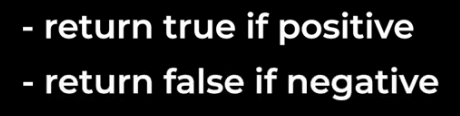 - return true if positive
- return false if negative